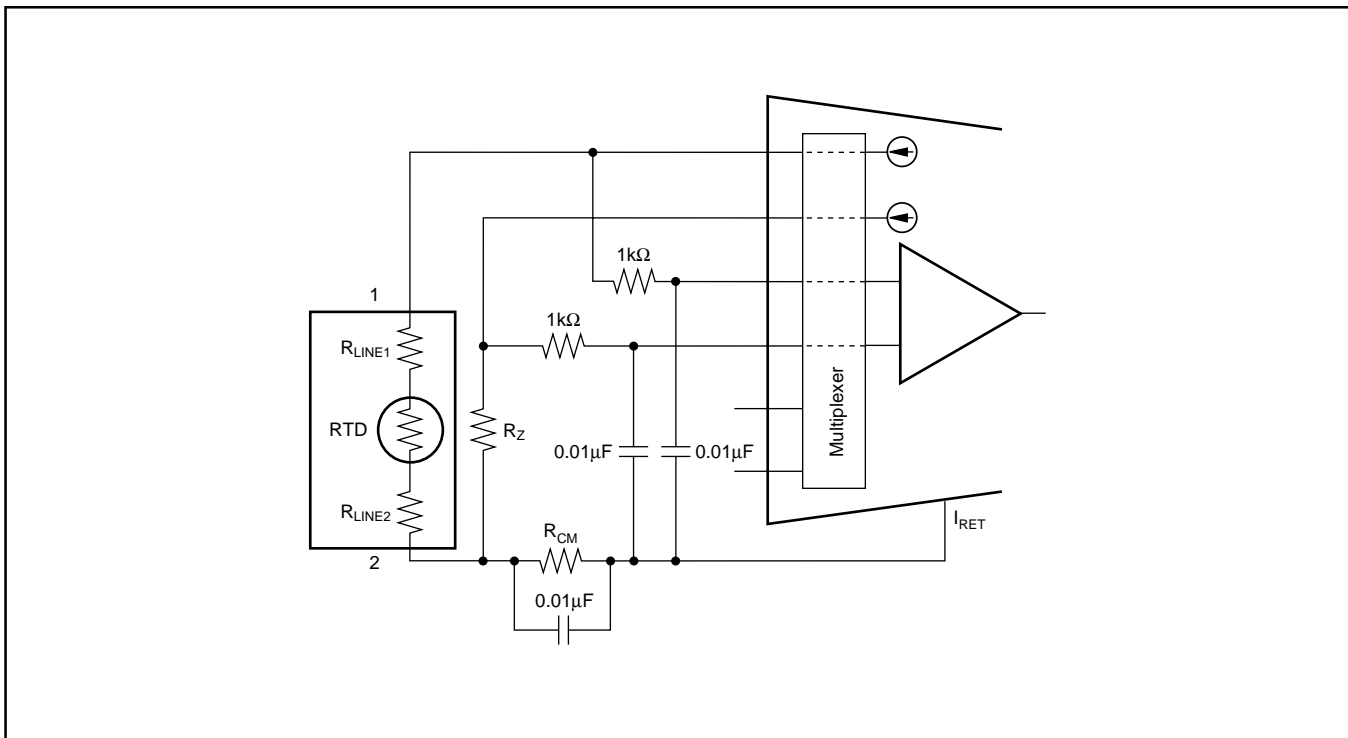 1kΩ
1
1kΩ
RLINE1
RTD
RZ
Multiplexer
0.01µF
0.01µF
RLINE2
IRET
RCM
2
0.01µF